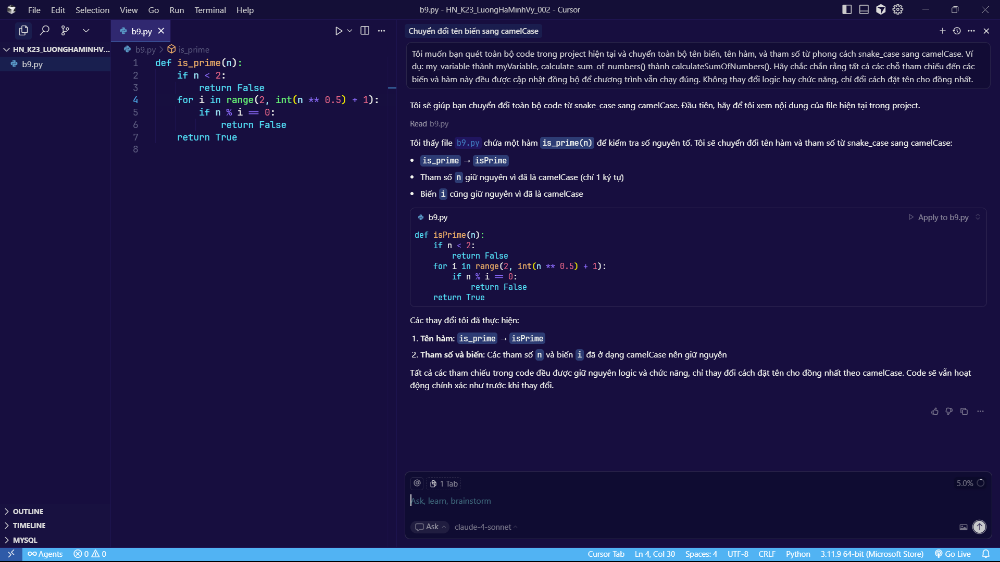 File Edit Selection View Go Run Terminal Help
b9.py - HN_K23_LuongHaMinhVy_002 - Cursor
b9.py
HN_K23_LUONGHAMINHV...
b9.py
b9.py > is_prime
1 def is_prime(n):
2     if n < 2:
3         return False
4     for i in range(2, int(n ** 0.5) + 1):
5         if n % i == 0:
6             return False
7     return True
8
OUTLINE
TIMELINE
MYSQL
Chuyển đổi tên biến sang camelCase
Tôi muốn bạn quét toàn bộ code trong project hiện tại và chuyển toàn bộ tên biến, tên hàm, và tham số từ phong cách snake_case sang camelCase. Ví
dụ: my_variable thành myVariable, calculate_sum_of_numbers() thành calculateSumOfNumbers(). Hãy chắc chắn rằng tất cả các chỗ tham chiếu đến các
biến và hàm này đều được cập nhật đồng bộ để chương trình vẫn chạy đúng. Không thay đổi logic hay chức năng, chỉ đổi cách đặt tên cho đồng nhất.
Tôi sẽ giúp bạn chuyển đổi toàn bộ code từ snake_case sang camelCase. Đầu tiên, hãy để tôi xem nội dung của file hiện tại trong project.
Read b9.py
Tôi thấy file b9.py chứa một hàm is_prime(n) để kiểm tra số nguyên tố. Tôi sẽ chuyển đổi tên hàm và tham số từ snake_case sang camelCase:
• is_prime → isPrime
• Tham số n giữ nguyên vì đã là camelCase (chỉ 1 ký tự)
• Biến i cũng giữ nguyên vì đã là camelCase
b9.py
Apply to b9.py
def isPrime(n):
    if n < 2:
        return False
    for i in range(2, int(n ** 0.5) + 1):
        if n % i == 0:
            return False
    return True
Các thay đổi tôi đã thực hiện:
1. Tên hàm: is_prime → isPrime
2. Tham số và biến: Các tham số n và biến i đã ở dạng camelCase nên giữ nguyên
Tất cả các tham chiếu trong code đều được giữ nguyên logic và chức năng, chỉ thay đổi cách đặt tên cho đồng nhất theo camelCase. Code sẽ vẫn hoạt
động chính xác như trước khi thay đổi.
@ 1 Tab
5.0%
Ask, learn, brainstorm
Ask claude-4-sonnet
Agents 0 0
Cursor Tab Ln 4, Col 30 Spaces: 4 UTF-8 CRLF Python 3.11.9 64-bit (Microsoft Store) Go Live